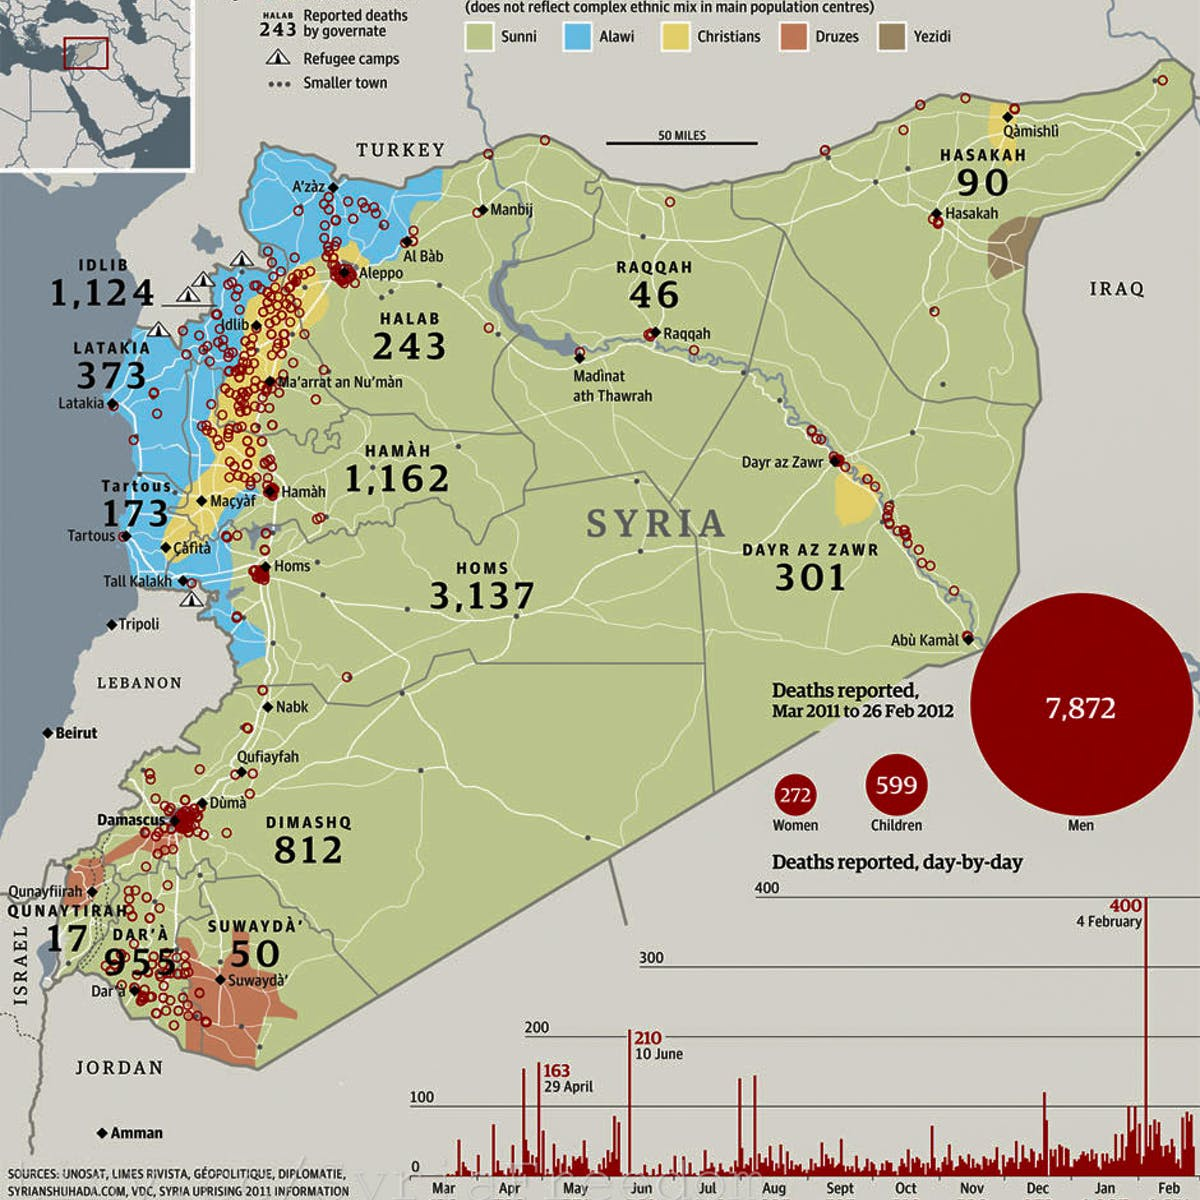 (does not reflect complex ethnic mix in main population centres)
HALAB
243
Reported deaths
by governate
Refugee camps
Smaller town
Sunni
Alawi
Christians
Druzes
Yezidi
50 MILES
TURKEY
Qàmishlì
HASAKAH
90
Hasakah
A'zàz
Manbij
Al Bàb
Aleppo
IDLIB
1,124
Idlib
RAQQAH
46
Raqqah
IRAQ
HALAB
243
LATAKIA
373
Latakia
Ma'arrat an Nu'màn
Madìnat
ath Thawrah
HAMÀH
1,162
Hamàh
Dayr az Zawr
Tartous
173
Tartous
Maçyàf
Çàfità
SYRIA
DAYR AZ ZAWR
301
Tall Kalakh
Homs
HOMS
3,137
Tripoli
Abù Kamàl
LEBANON
Nabk
Beirut
Qufiayfah
Dùmà
Damascus
DIMASHQ
812
Deaths reported,
Mar 2011 to 26 Feb 2012
7,872
272
599
Women
Children
Men
Qunayfiirah
QUNAYTIRAH
17
DAR'À
955
Dar'à
SUWAYDÀ'
50
Suwaydà'
ISRAEL
JORDAN
Amman
Deaths reported, day-by-day
400
300
200
100
0
400
4 February
210
10 June
163
29 April
Mar Apr May Jun Jul Aug Sept Oct Nov Dec Jan Feb
SOURCES: UNOSAT, LIMES RIVISTA, GÉOPOLITIQUE, DIPLOMATIE,
SYRIANSHUHADA.COM, VDC, SYRIA UPRISING 2011 INFORMATION